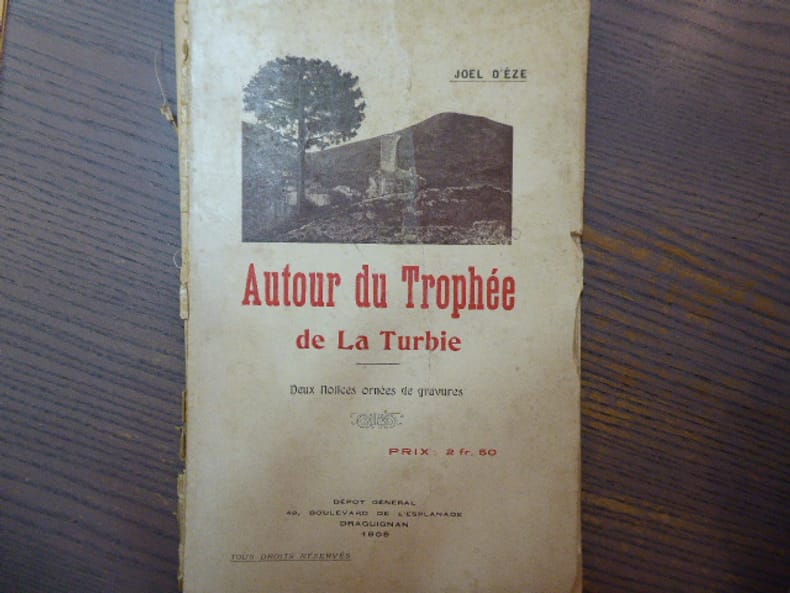 JOEL D'ÈZE
Autour du Trophée
de La Turbie
Deux Notices ornées de gravures
PRIX : 2 fr. 50
DÉPOT GÉNÉRAL
49, BOULEVARD DE L'ESPLANADE
DRAGUIGNAN
1905
TOUS DROITS RÉSERVÉS